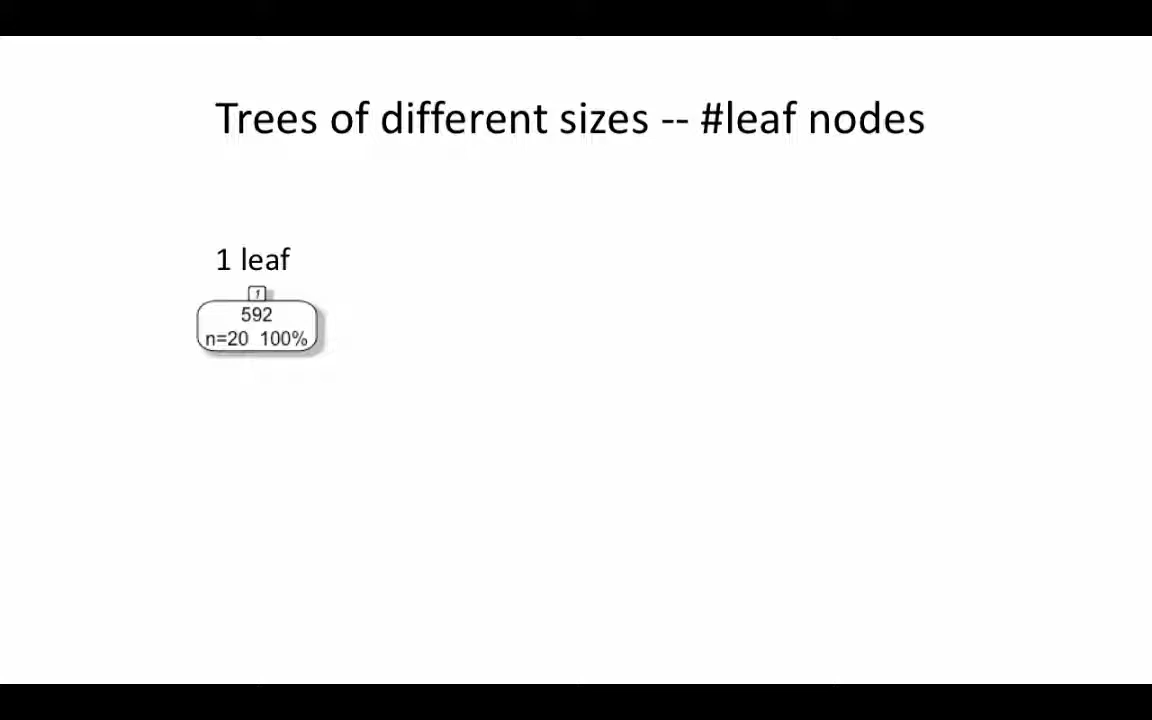 Trees of different sizes -- #leaf nodes
1 leaf
1
592
n=20 100%